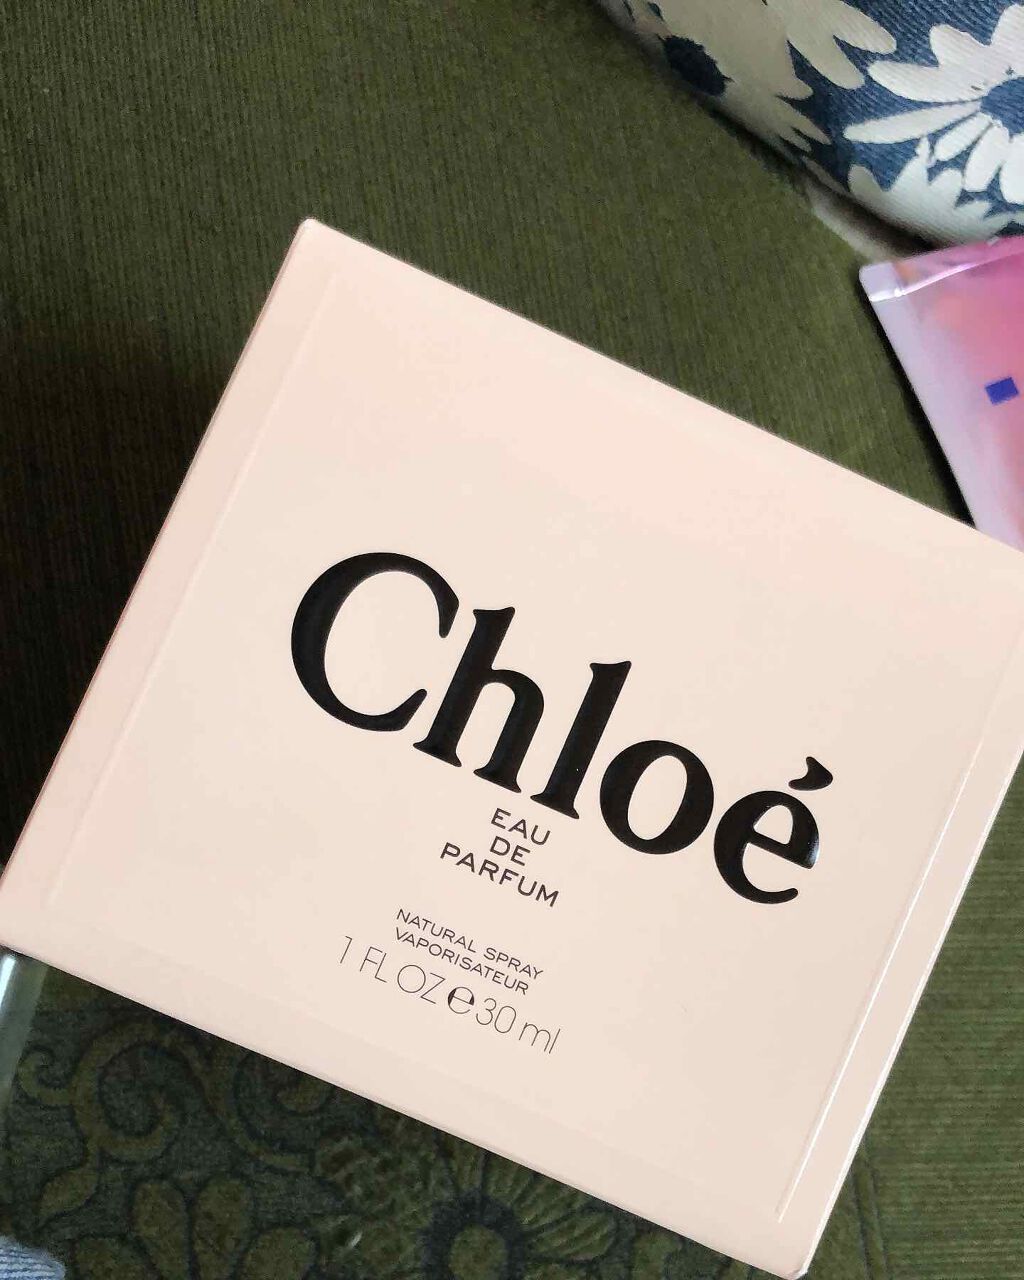 Chloé
EAU
DE
PARFUM
NATURAL SPRAY
VAPORISATEUR
1 FL OZ e 30 ml